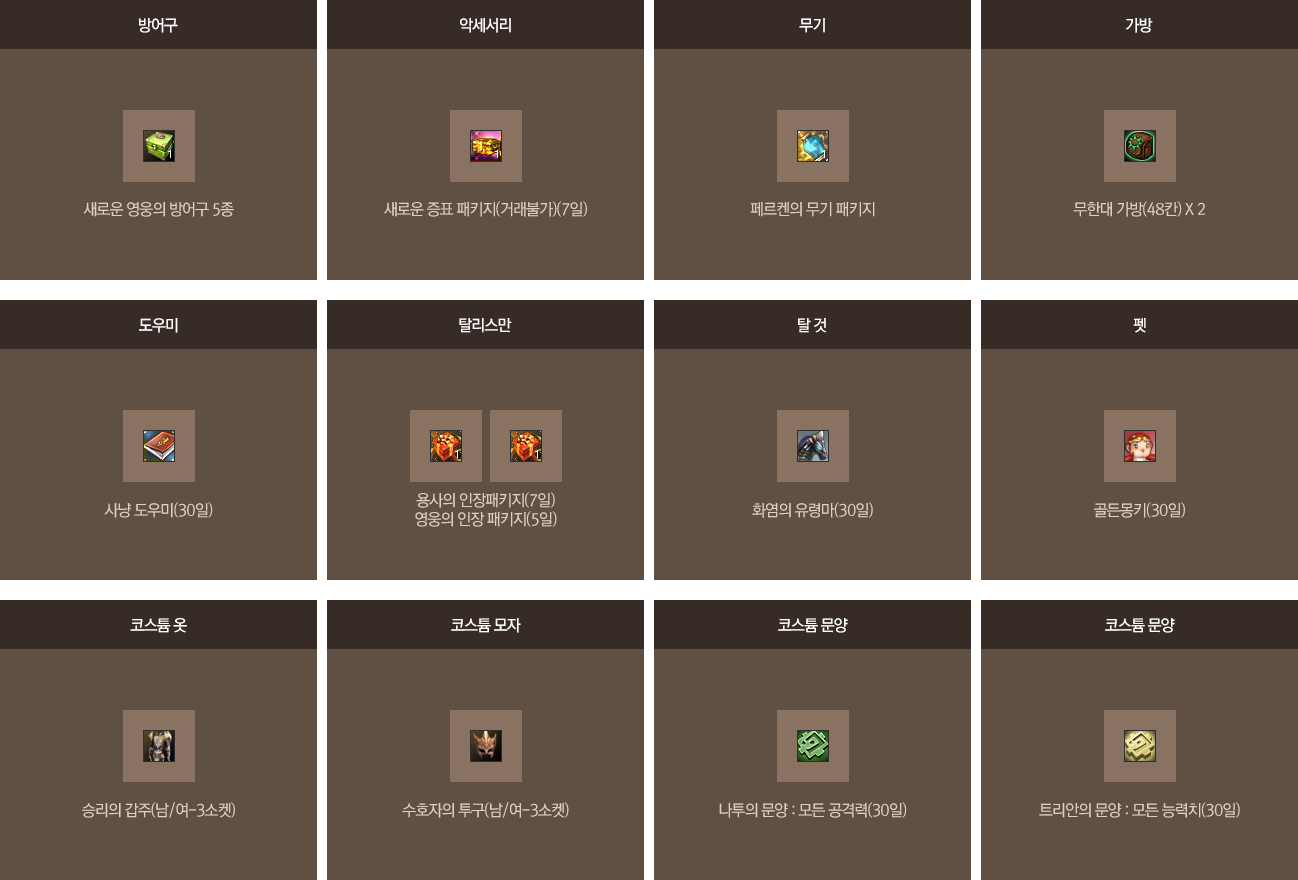 방어구
악세서리
무기
가방
새로운 영웅의 방어구 5종
새로운 증표 패키지(거래불가)(7일)
페르켄의 무기 패키지
무한대 가방(48칸) X 2
도우미
탈리스만
탈 것
펫
사냥 도우미(30일)
용사의 인장패키지(7일)
영웅의 인장 패키지(5일)
화염의 유령마(30일)
골든몽키(30일)
코스튬 옷
코스튬 모자
코스튬 문양
코스튬 문양
승리의 갑주(남/여-3소켓)
수호자의 투구(남/여-3소켓)
나투의 문양 : 모든 공격력(30일)
트리안의 문양 : 모든 능력치(30일)